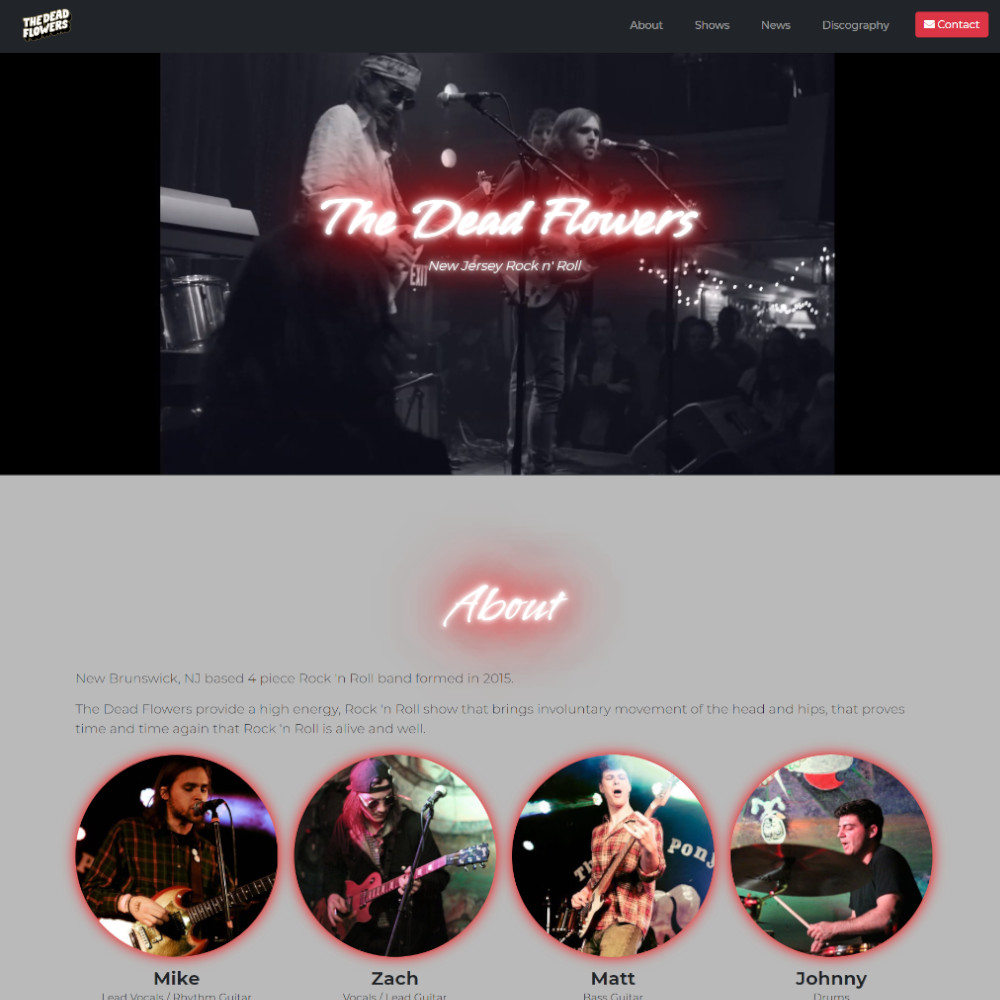 THE DEAD
FLOWERS
About Shows News Discography Contact
The Dead Flowers
New Jersey Rock n' Roll
EXIT
About
New Brunswick, NJ based 4 piece Rock 'n Roll band formed in 2015.
The Dead Flowers provide a high energy, Rock 'n Roll show that brings involuntary movement of the head and hips, that proves
time and time again that Rock 'n Roll is alive and well.
pony
Mike Zach Matt Johnny
Lead Vocals / Rhythm Guitar Vocals / Lead Guitar Bass Guitar Drums